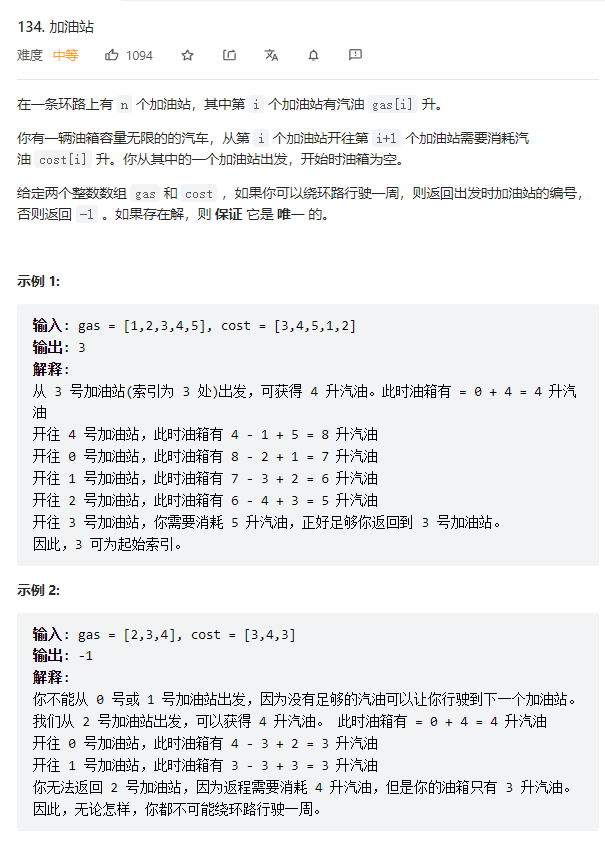 134. 加油站
难度 中等 1094
在一条环路上有 n 个加油站，其中第 i 个加油站有汽油 gas[i] 升。
你有一辆油箱容量无限的的汽车，从第 i 个加油站开往第 i+1 个加油站需要消耗汽
油 cost[i] 升。你从其中的一个加油站出发，开始时油箱为空。
给定两个整数数组 gas 和 cost ，如果你可以绕环路行驶一周，则返回出发时加油站的编号，
否则返回 -1 。如果存在解，则 保证 它是 唯一 的。
示例 1:
输入: gas = [1,2,3,4,5], cost = [3,4,5,1,2]
输出: 3
解释:
从 3 号加油站(索引为 3 处)出发，可获得 4 升汽油。此时油箱有 = 0 + 4 = 4 升汽
油
开往 4 号加油站，此时油箱有 4 - 1 + 5 = 8 升汽油
开往 0 号加油站，此时油箱有 8 - 2 + 1 = 7 升汽油
开往 1 号加油站，此时油箱有 7 - 3 + 2 = 6 升汽油
开往 2 号加油站，此时油箱有 6 - 4 + 3 = 5 升汽油
开往 3 号加油站，你需要消耗 5 升汽油，正好足够你返回到 3 号加油站。
因此，3 可为起始索引。
示例 2:
输入: gas = [2,3,4], cost = [3,4,3]
输出: -1
解释:
你不能从 0 号或 1 号加油站出发，因为没有足够的汽油可以让你行驶到下一个加油站。
我们从 2 号加油站出发，可以获得 4 升汽油。 此时油箱有 = 0 + 4 = 4 升汽油
开往 0 号加油站，此时油箱有 4 - 3 + 2 = 3 升汽油
开往 1 号加油站，此时油箱有 3 - 3 + 3 = 3 升汽油
你无法返回 2 号加油站，因为返程需要消耗 4 升汽油，但是你的油箱只有 3 升汽油。
因此，无论怎样，你都不可能绕环路行驶一周。